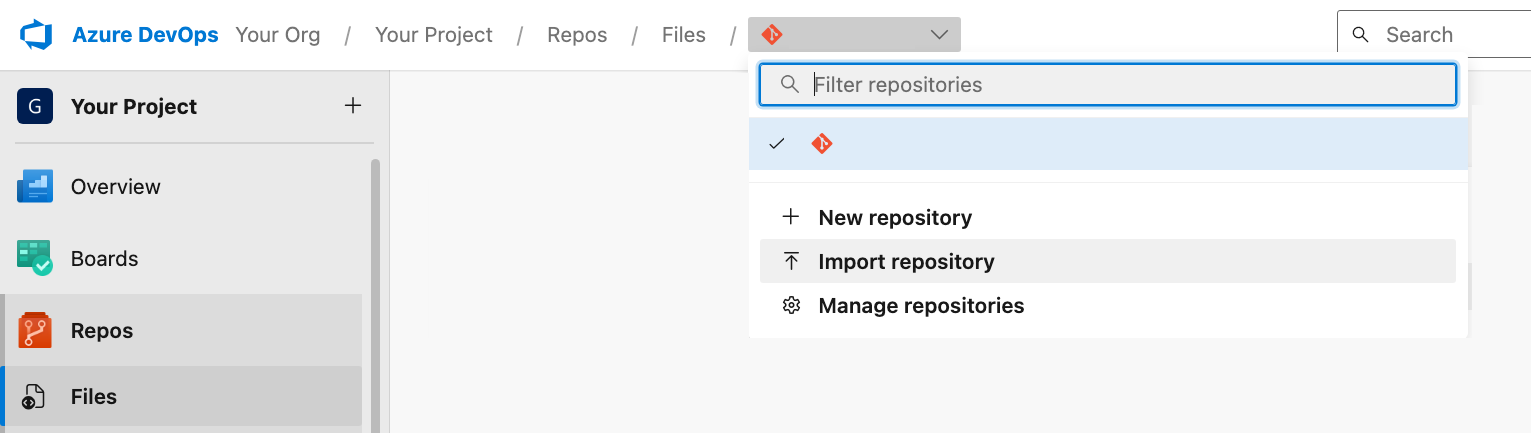 Azure DevOps Your Org / Your Project / Repos / Files /
Search
Filter repositories
G Your Project +
Overview
Boards
Repos
Files
New repository
Import repository
Manage repositories